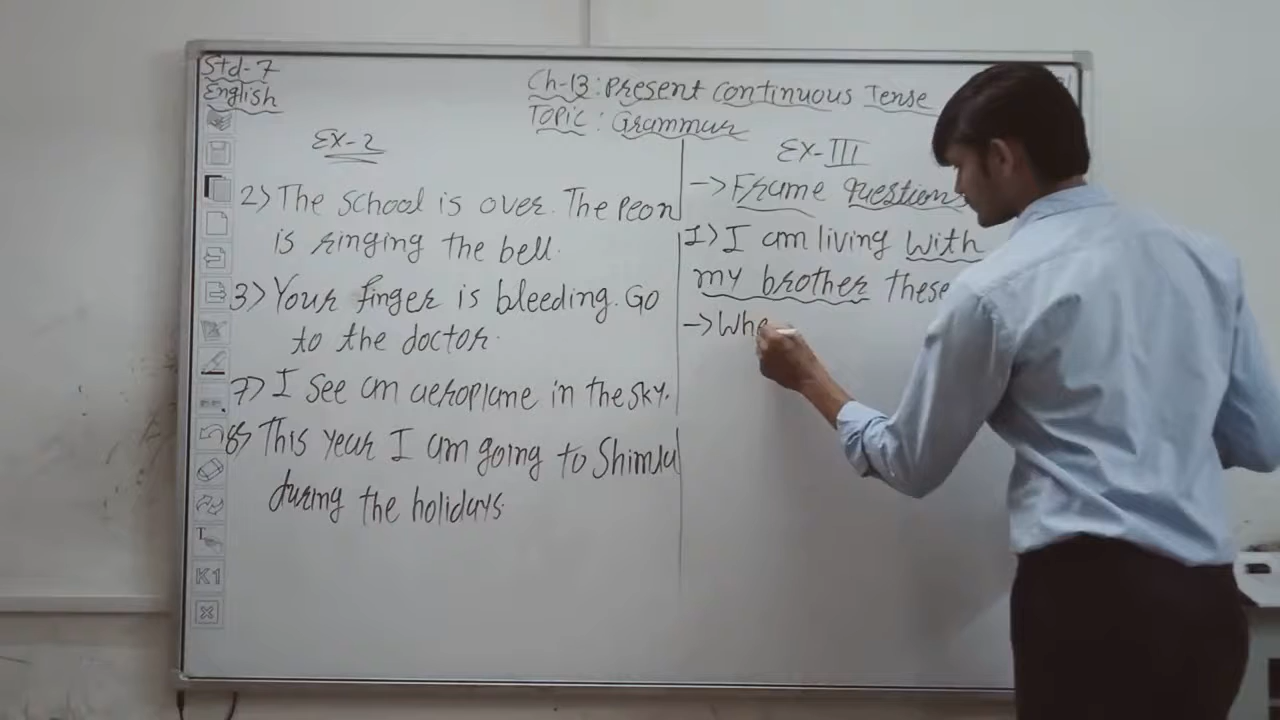 Std-7
English
Ch-13: Present Continuous Tense
Topic: Grammar
Ex-2
2) The school is over. The peon
is ringing the bell.
3) Your finger is bleeding. Go
to the doctor.
7) I see an aeroplane in the sky.
8) This year I am going to Shimla
during the holidays.
Ex-III
-> Frame questions
1) I am living with
my brother these
-> Whe
T
K1